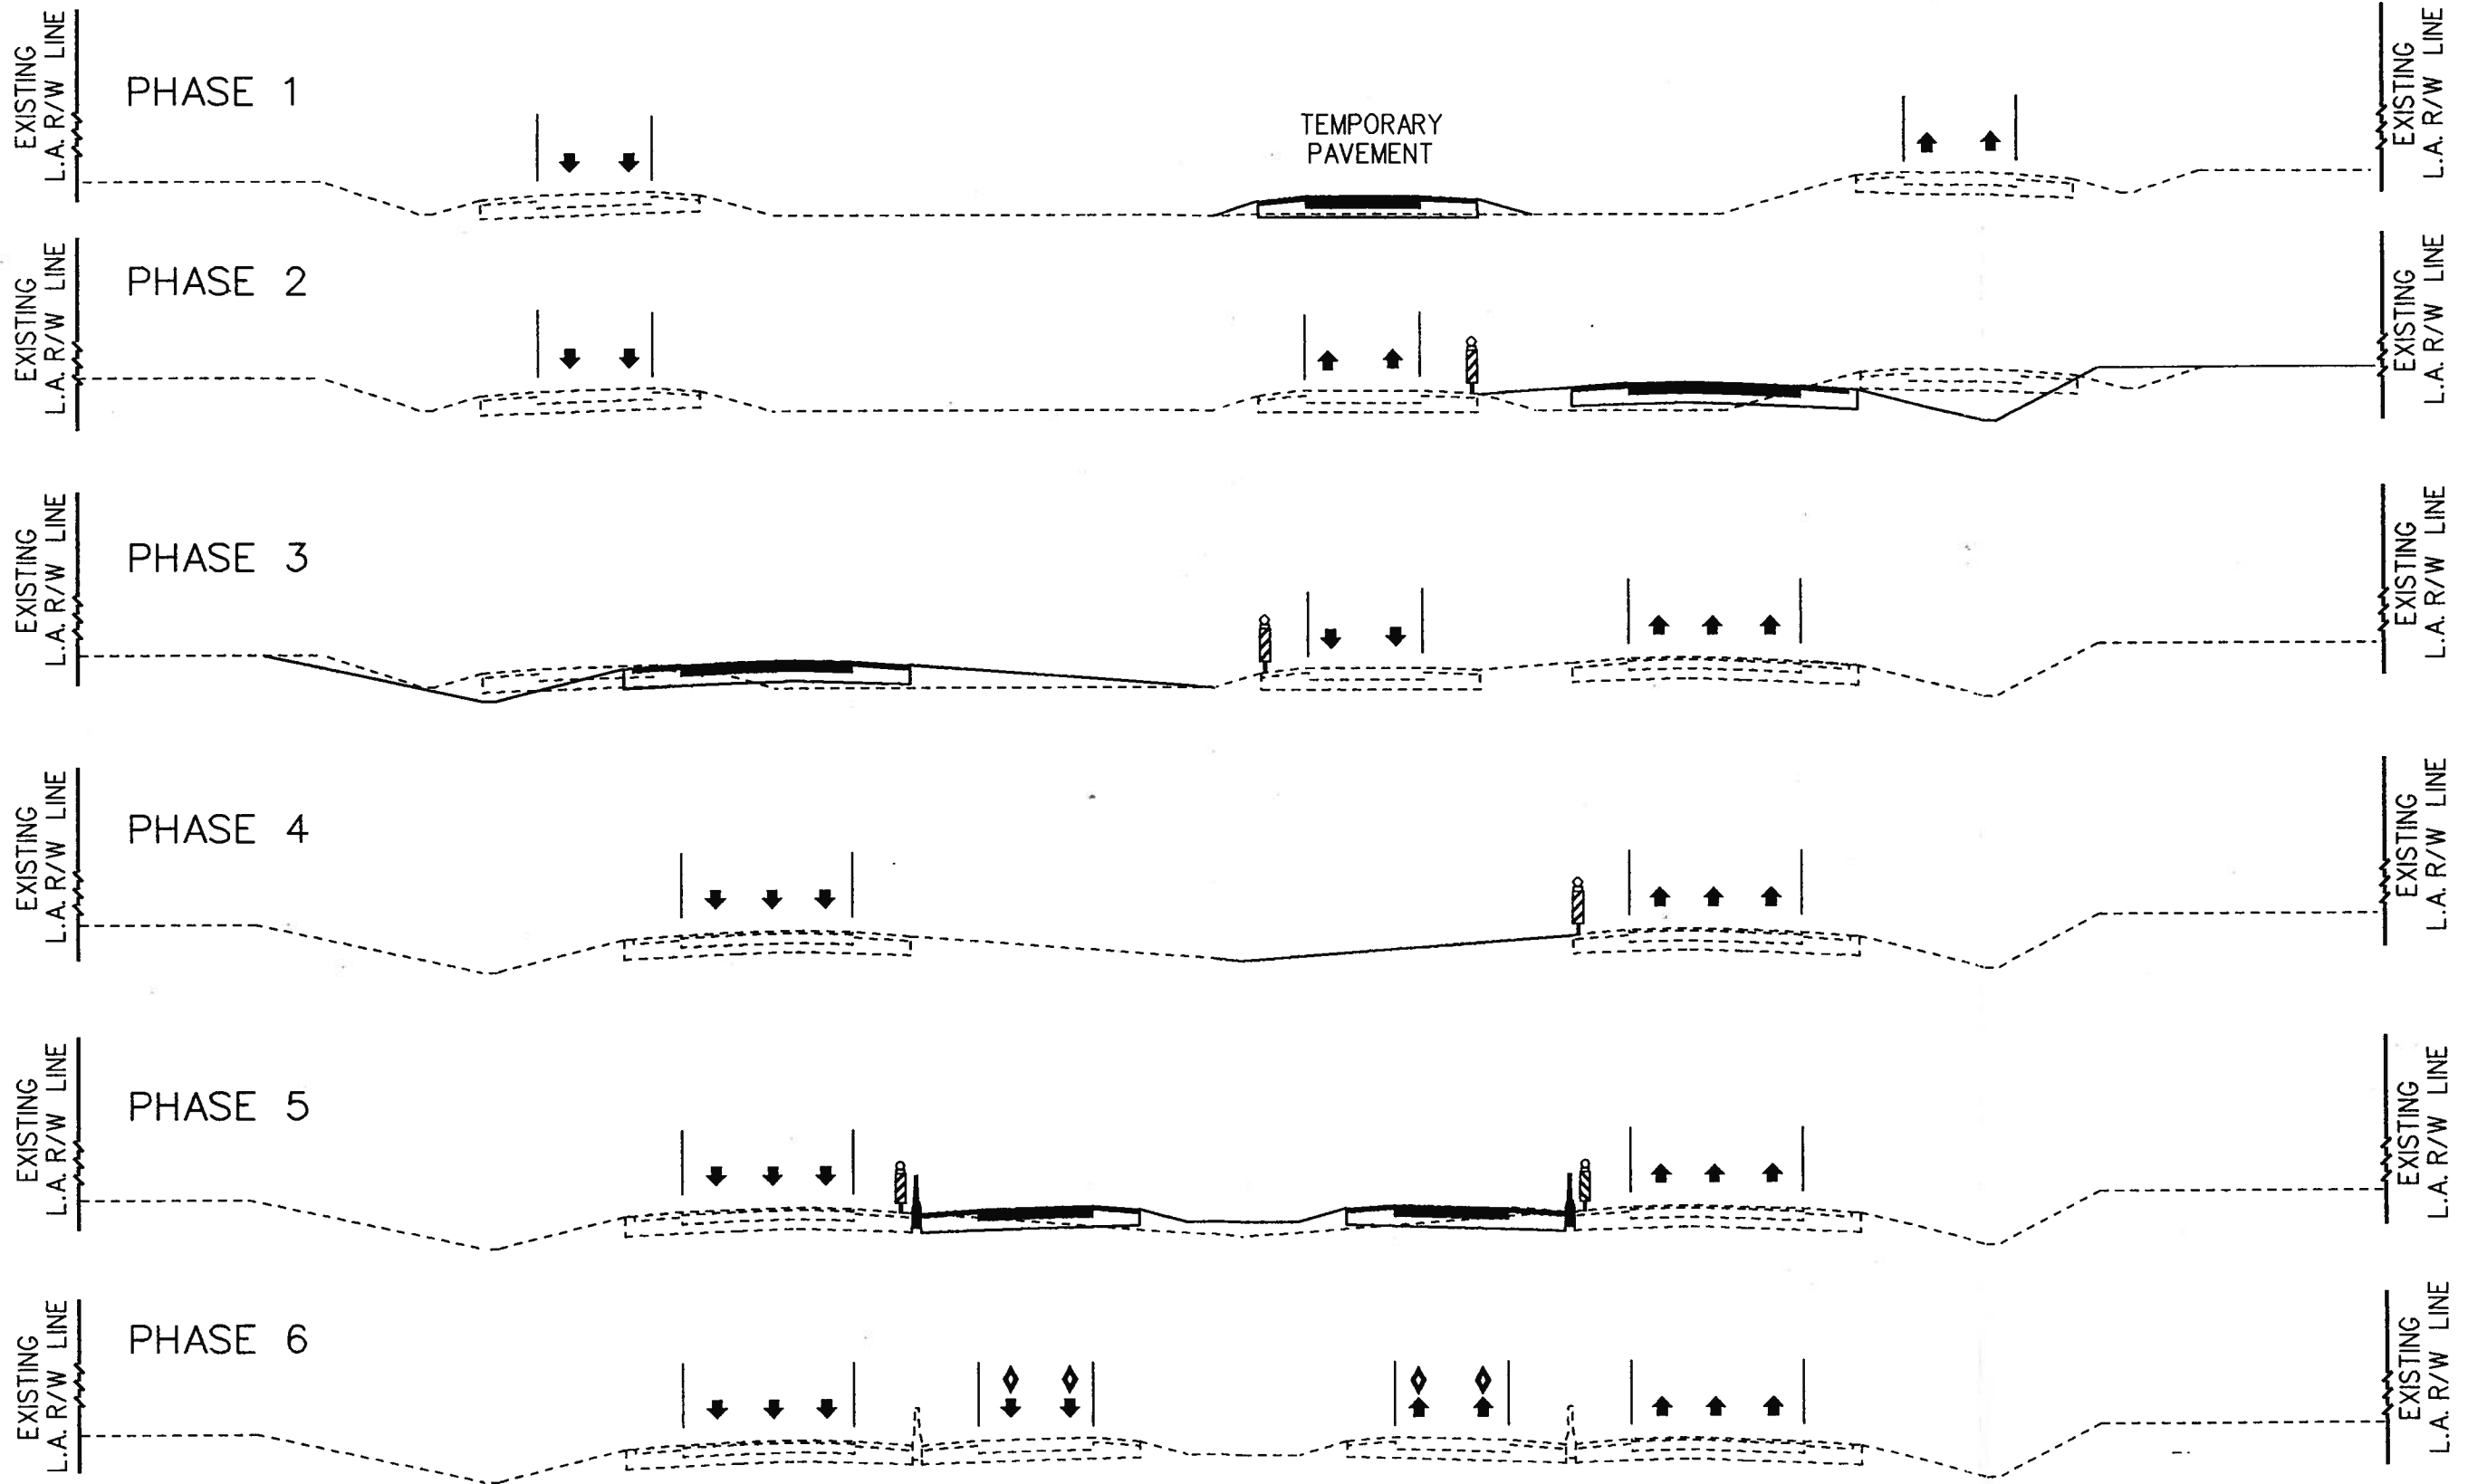 EXISTING
L.A. R/W LINE
PHASE 1
TEMPORARY
PAVEMENT
EXISTING
L.A. R/W LINE
EXISTING
L.A. R/W LINE
PHASE 2
EXISTING
L.A. R/W LINE
EXISTING
L.A. R/W LINE
PHASE 3
EXISTING
L.A. R/W LINE
EXISTING
L.A. R/W LINE
PHASE 4
EXISTING
L.A. R/W LINE
EXISTING
L.A. R/W LINE
PHASE 5
EXISTING
L.A. R/W LINE
EXISTING
L.A. R/W LINE
PHASE 6
EXISTING
L.A. R/W LINE